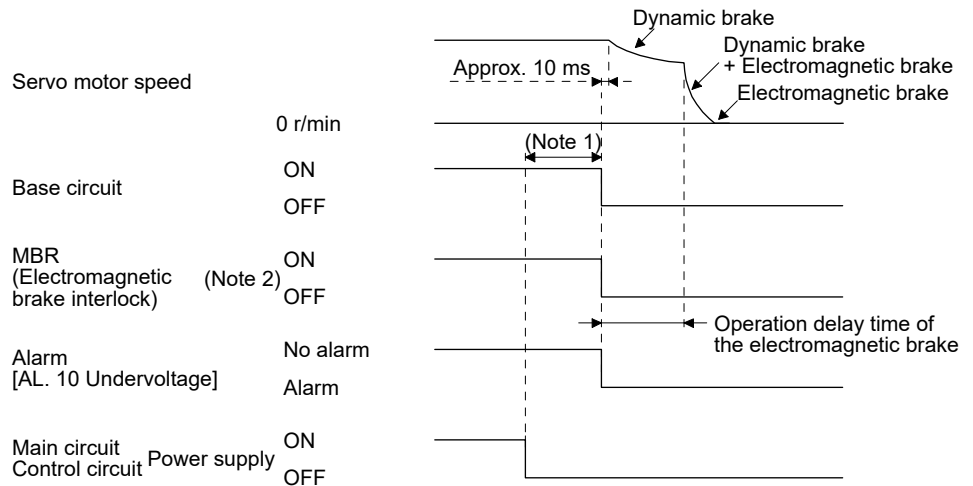 Dynamic brake
Dynamic brake
+ Electromagnetic brake
Electromagnetic brake
Approx. 10 ms
Servo motor speed
0 r/min
(Note 1)
ON
Base circuit
OFF
MBR
(Electromagnetic
brake interlock)
(Note 2)
ON
OFF
Operation delay time of
the electromagnetic brake
No alarm
Alarm
[AL. 10 Undervoltage]
Alarm
ON
Main circuit
Control circuit
Power supply
OFF